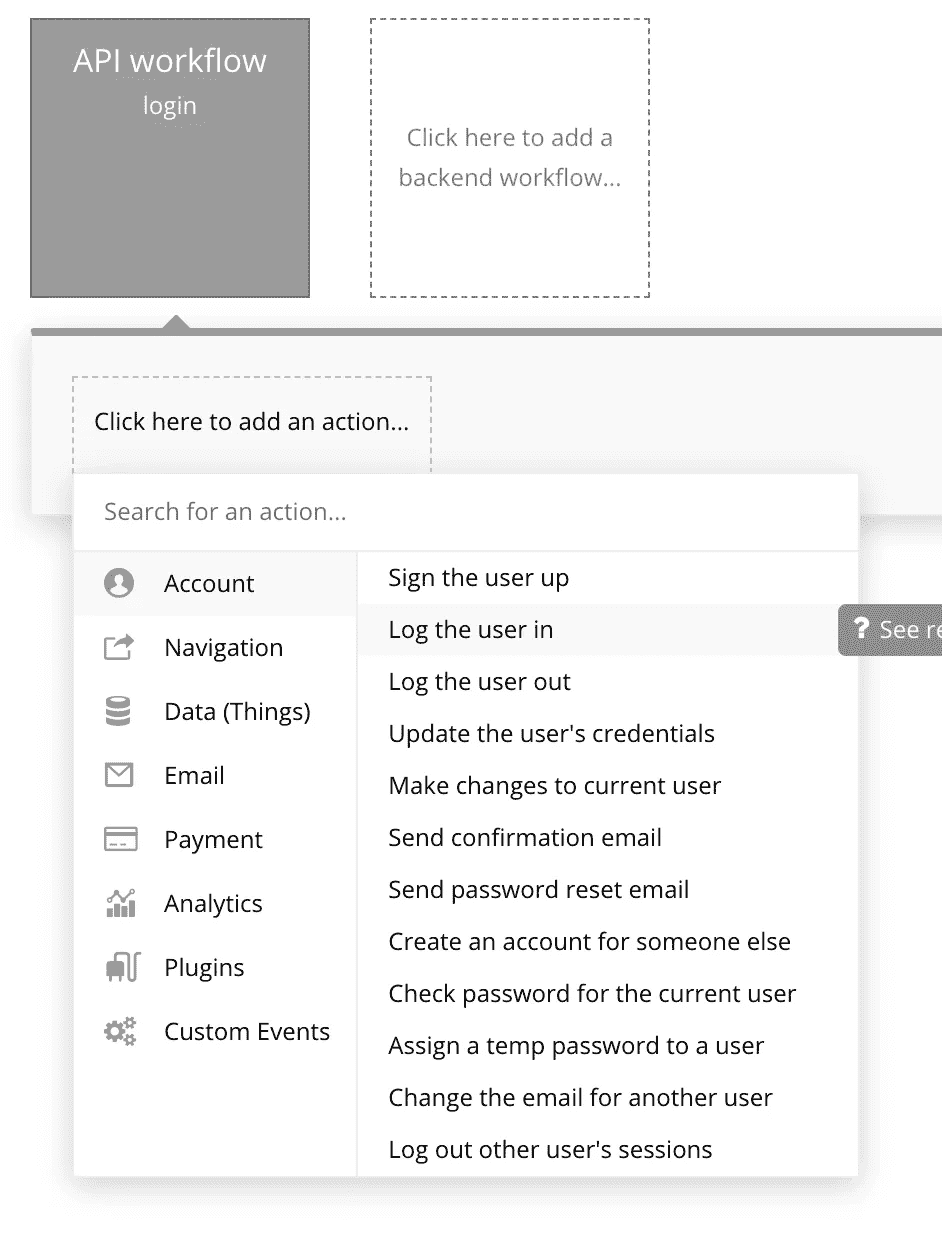 API workflow
login
Click here to add a
backend workflow...
Click here to add an action...
Search for an action...
Account
Navigation
Data (Things)
Email
Payment
Analytics
Plugins
Custom Events
Sign the user up
Log the user in
? See
Log the user out
Update the user's credentials
Make changes to current user
Send confirmation email
Send password reset email
Create an account for someone else
Check password for the current user
Assign a temp password to a user
Change the email for another user
Log out other user's sessions